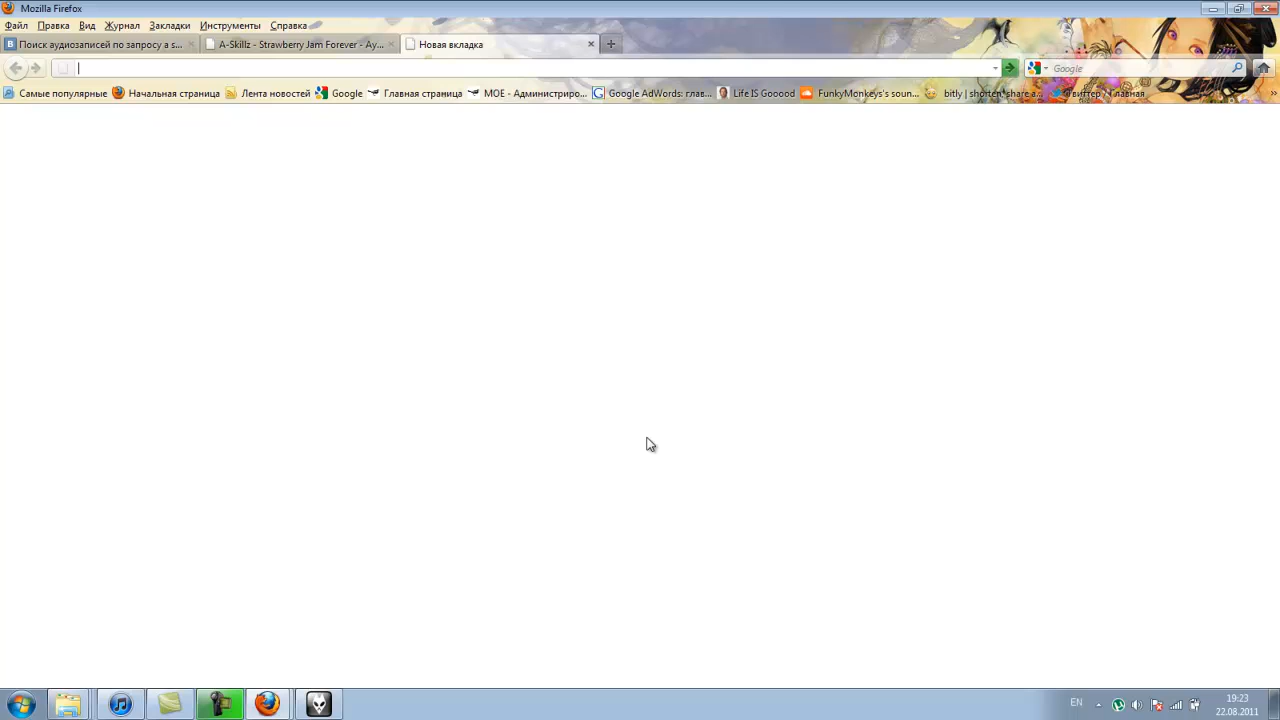 Mozilla Firefox
Файл Правка Вид Журнал Закладки Инструменты Справка
Поиск аудиозаписей по запросу a s... A-Skillz - Strawberry Jam Forever - Ау... Новая вкладка
Google
Самые популярные Начальная страница Лента новостей Google Главная страница МОЕ - Администриро... Google AdWords: глав... Life IS Gooood FunkyMonkeys's soun... bitly | shorten, share a... Твиттер / Главная
EN
19:23
22.08.2011